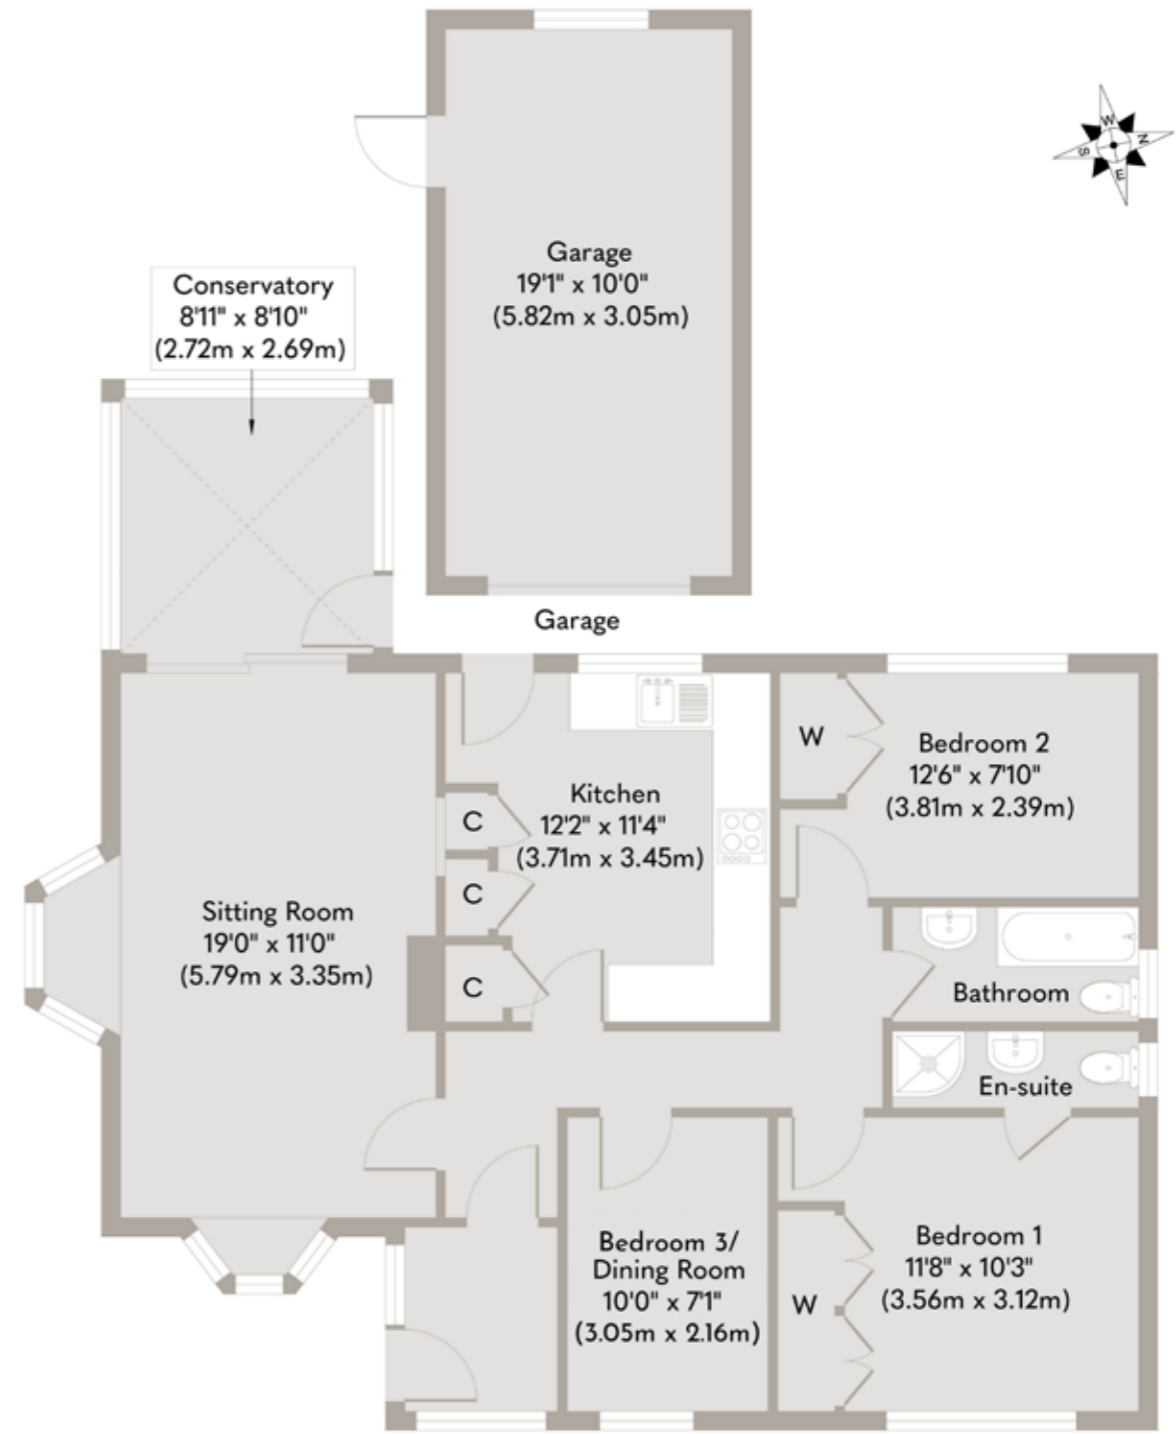 W
N
S
E
Garage
19'1" x 10'0"
(5.82m x 3.05m)
Conservatory
8'11" x 8'10"
(2.72m x 2.69m)
Garage
W
Bedroom 2
12'6" x 7'10"
(3.81m x 2.39m)
Kitchen
12'2" x 11'4"
(3.71m x 3.45m)
C
C
C
Sitting Room
19'0" x 11'0"
(5.79m x 3.35m)
Bathroom
En-suite
Bedroom 3/
Dining Room
10'0" x 7'1"
(3.05m x 2.16m)
W
Bedroom 1
11'8" x 10'3"
(3.56m x 3.12m)